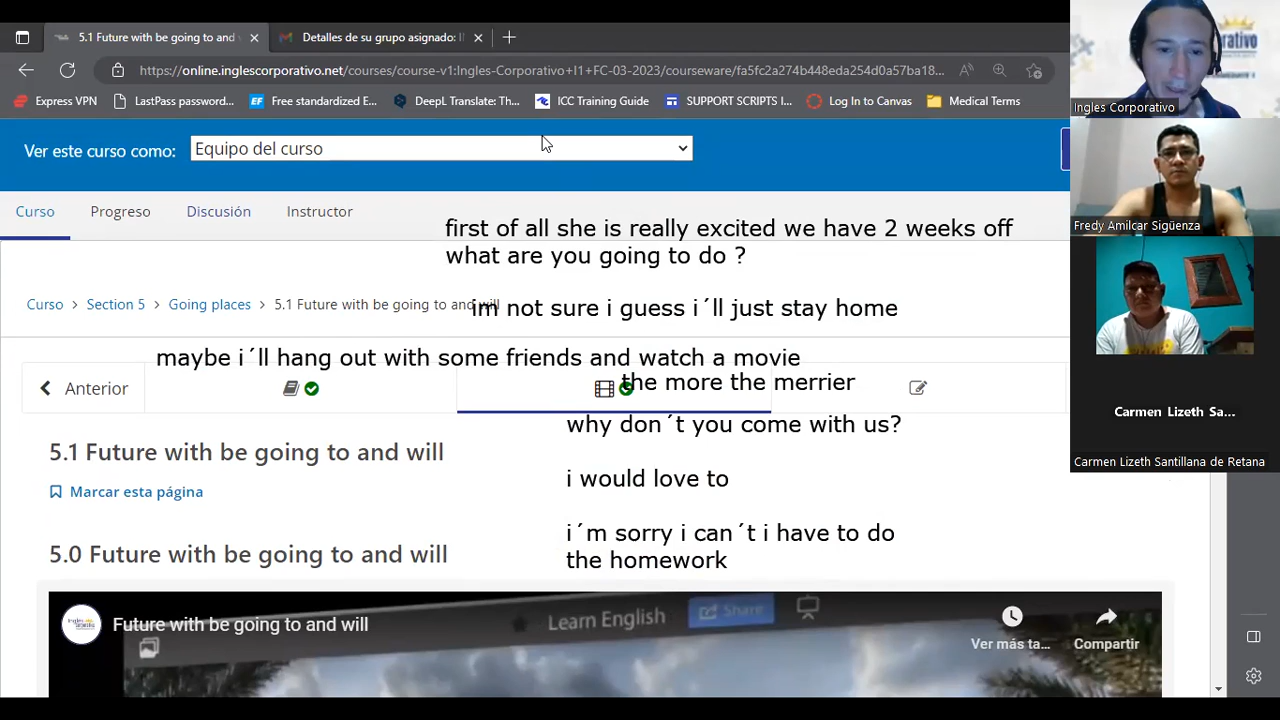 5.1 Future with be going to and
Detalles de su grupo asignado: I
https://online.inglescorporativo.net/courses/course-v1:Ingles-Corporativo+I1+FC-03-2023/courseware/fa5fc2a274b448eda254d0a57ba18...
Express VPN
LastPass password...
Free standardized E...
DeepL Translate: Th...
ICC Training Guide
SUPPORT SCRIPTS I...
Log In to Canvas
Medical Terms
Ingles Corporativo
Ver este curso como:
Equipo del curso
Curso
Progreso
Discusión
Instructor
Fredy Amilcar Sigüenza
first of all she is really excited we have 2 weeks off
what are you going to do ?
Curso > Section 5 > Going places > 5.1 Future with be going to and will
im not sure i guess i´ll just stay home
maybe i´ll hang out with some friends and watch a movie
the more the merrier
Anterior
why don´t you come with us?
Carmen Lizeth Sa...
Carmen Lizeth Santillana de Retana
5.1 Future with be going to and will
i would love to
Marcar esta página
i´m sorry i can´t i have to do
the homework
5.0 Future with be going to and will
Future with be going to and will
Learn English
Share
Ver más ta...
Compartir